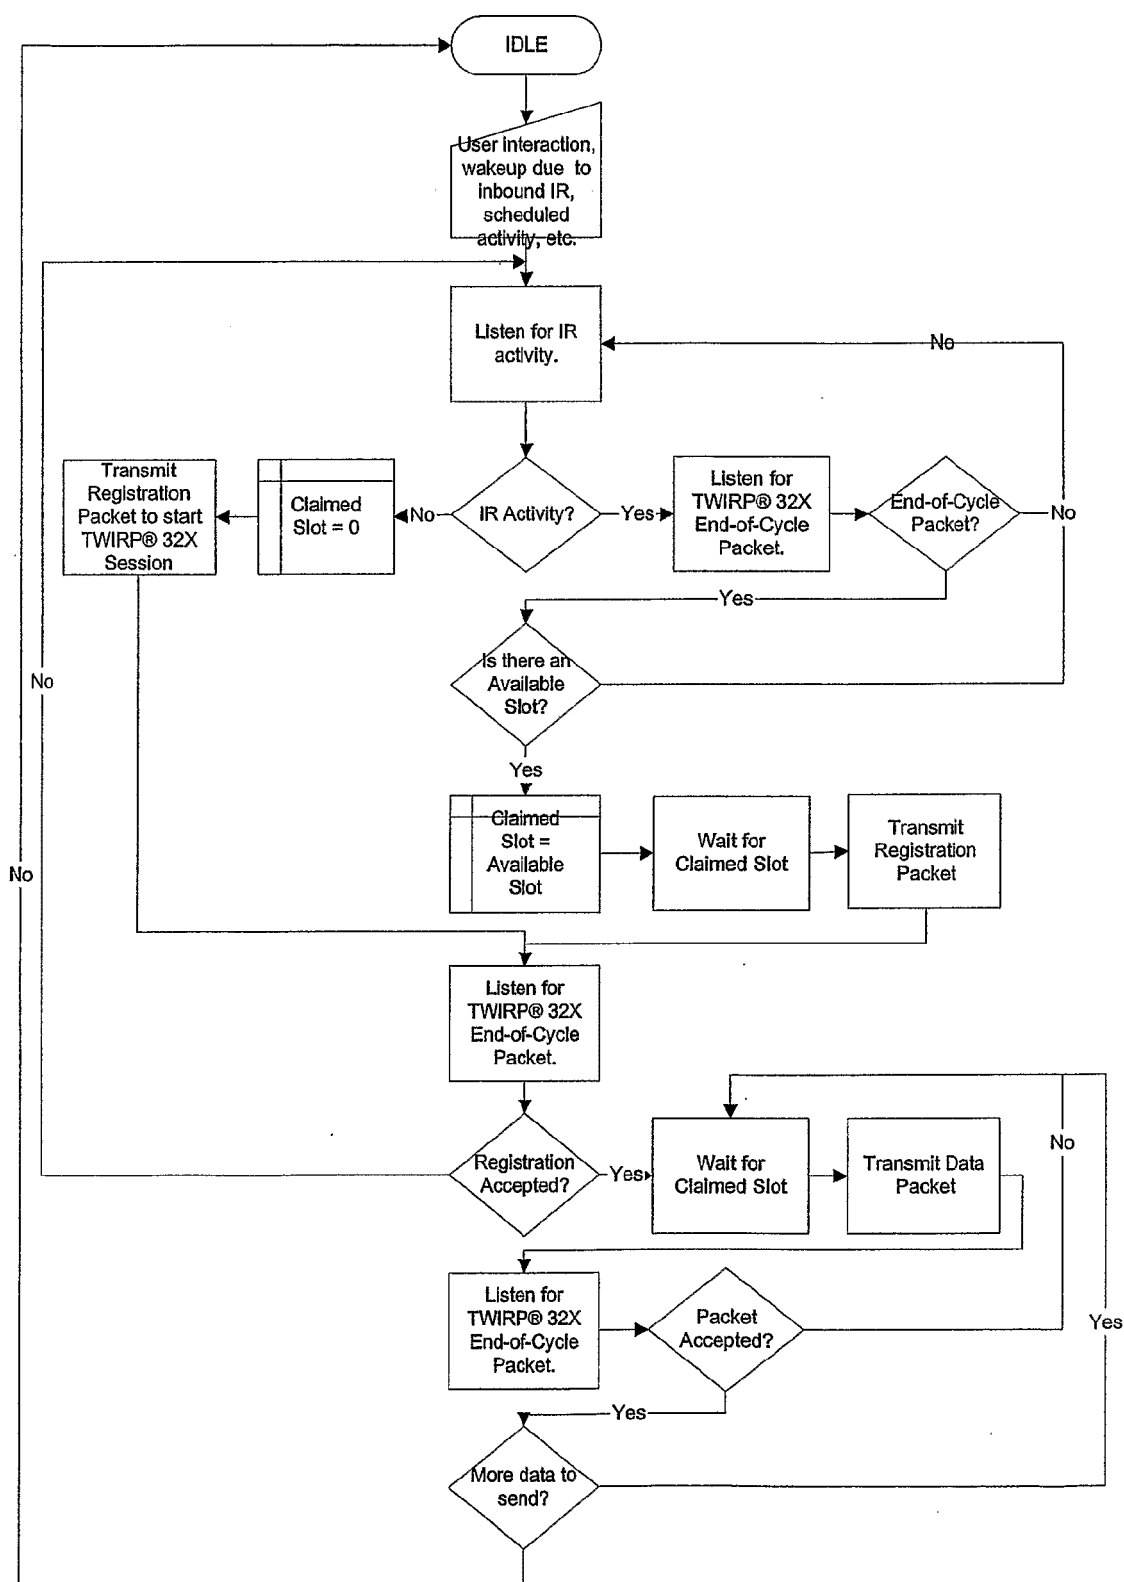 IDLE
User interaction,
wakeup due to
inbound IR,
scheduled
activity, etc.
Listen for IR
activity.
No
Transmit
Registration
Packet to start
TWIRP® 32X
Session
Claimed
Slot = 0
No
IR Activity?
Yes
Listen for
TWIRP® 32X
End-of-Cycle
Packet.
End-of-Cycle
Packet?
No
Yes
Is there an
Available
Slot?
No
Yes
Claimed
Slot =
Available
Slot
Wait for
Claimed Slot
Transmit
Registration
Packet
No
Listen for
TWIRP® 32X
End-of-Cycle
Packet.
Registration
Accepted?
Yes
Wait for
Claimed Slot
Transmit Data
Packet
No
Listen for
TWIRP® 32X
End-of-Cycle
Packet.
Packet
Accepted?
Yes
Yes
More data to
send?